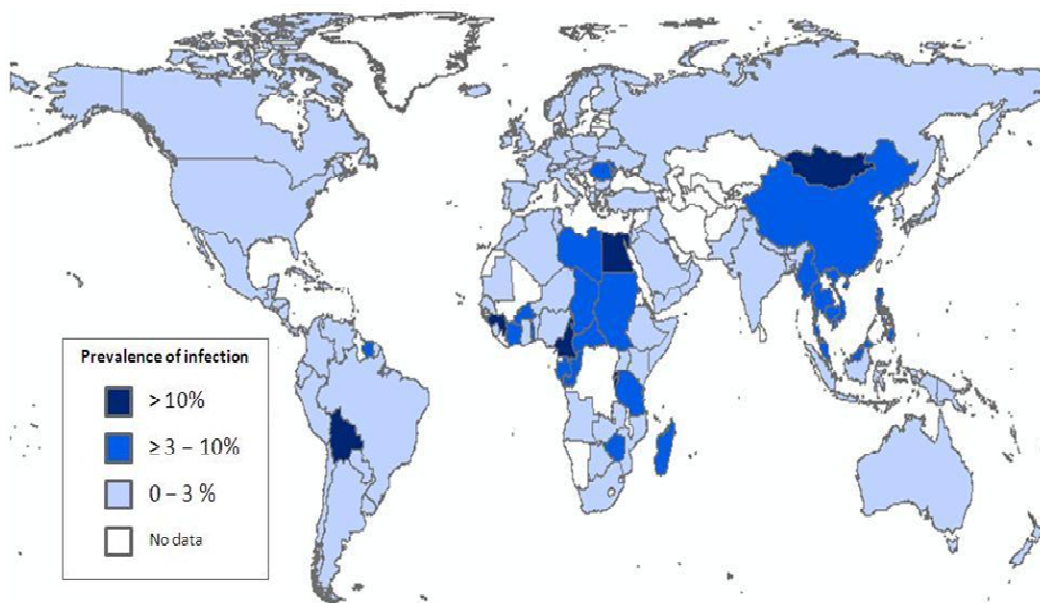 Prevalence of infection
> 10%
≥ 3 – 10%
0 – 3 %
No data